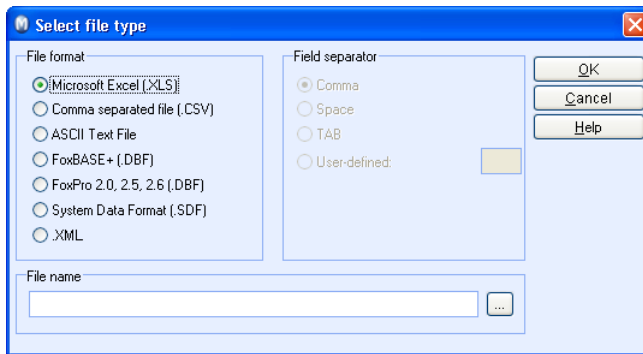 Select file type
File format
Microsoft Excel (.XLS)
Comma separated file (.CSV)
ASCII Text File
FoxBASE+ (.DBF)
FoxPro 2.0, 2.5, 2.6 (.DBF)
System Data Format (.SDF)
.XML
Field separator
Comma
Space
TAB
User-defined:
OK
Cancel
Help
File name
...